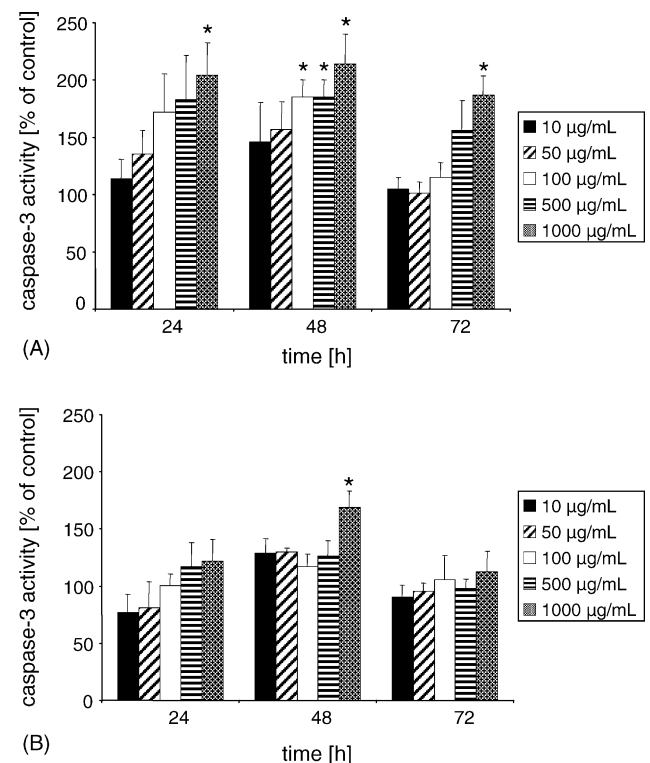 250
200
150
100
50
0
caspase-3 activity [% of control]
* * * * *
24 48 72
time [h]
(A)
10 µg/mL
50 µg/mL
100 µg/mL
500 µg/mL
1000 µg/mL
250
200
150
100
50
0
caspase-3 activity [% of control]
*
24 48 72
time [h]
(B)
10 µg/mL
50 µg/mL
100 µg/mL
500 µg/mL
1000 µg/mL